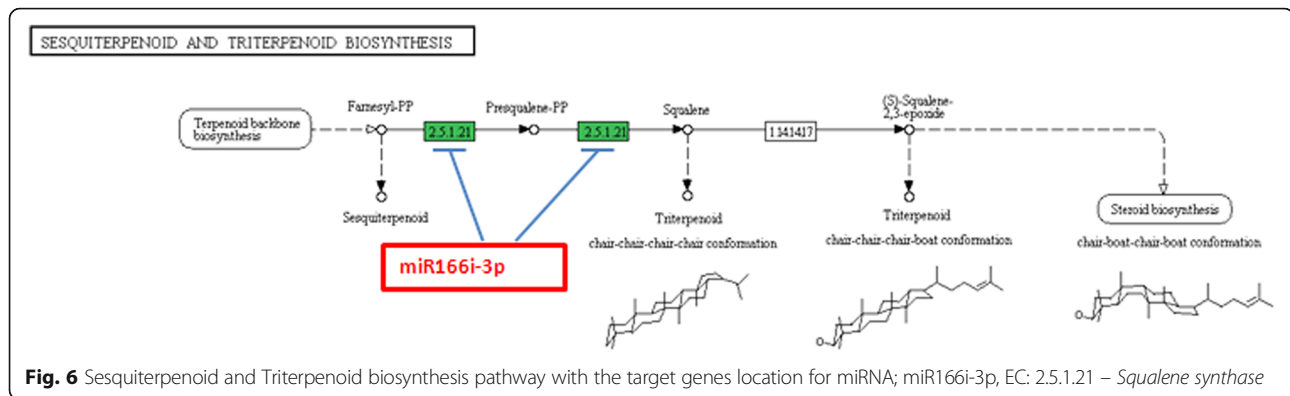 SESQUITERPENOID AND TRITERPENOID BIOSYNTHESIS
Terpenoid backbone
biosynthesis
Farnesyl-PP
2.5.1.21
Presqualene-PP
2.5.1.21
Squalene
1.14.14.17
(S)-Squalene-
2,3-epoxide
Sesquiterpenoid
Triterpenoid
chair-chair-chair-chair conformation
Triterpenoid
chair-chair-chair-boat conformation
Steroid biosynthesis
chair-boat-chair-boat conformation
miR166i-3p
O
O
Fig. 6 Sesquiterpenoid and Triterpenoid biosynthesis pathway with the target genes location for miRNA; miR166i-3p, EC: 2.5.1.21 – Squalene synthase